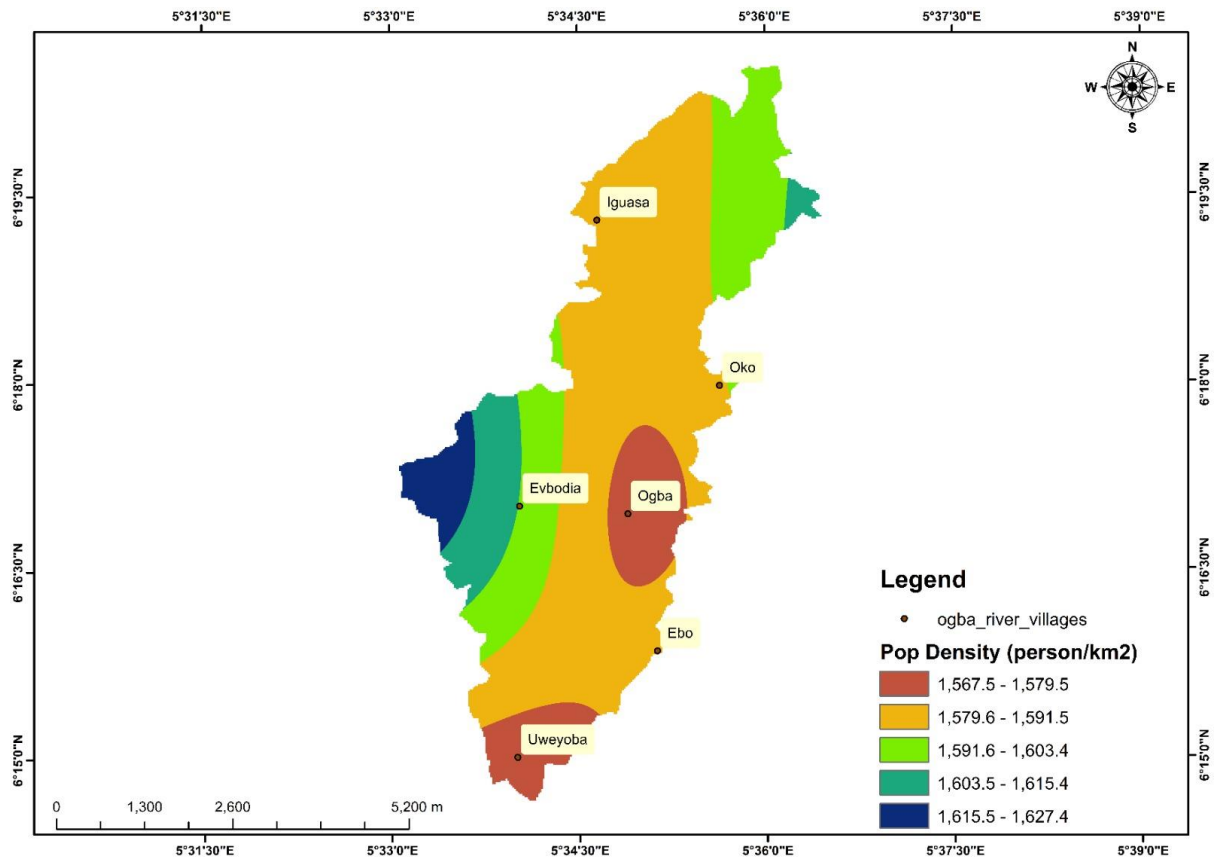 5°31'30"E 5°33'0"E 5°34'30"E 5°36'0"E 5°37'30"E 5°39'0"E
N
W E
S
6°19'30"N 6°19'30"N
Iguasa
6°18'0"N 6°18'0"N
Oko
Evbodia Ogba
6°16'30"N 6°16'30"N
Legend
ogba_river_villages
Ebo
Pop Density (person/km2)
1,567.5 - 1,579.5
1,579.6 - 1,591.5
1,591.6 - 1,603.4
1,603.5 - 1,615.4
1,615.5 - 1,627.4
Uweyoba
6°15'0"N 6°15'0"N
0 1,300 2,600 5,200 m
5°31'30"E 5°33'0"E 5°34'30"E 5°36'0"E 5°37'30"E 5°39'0"E